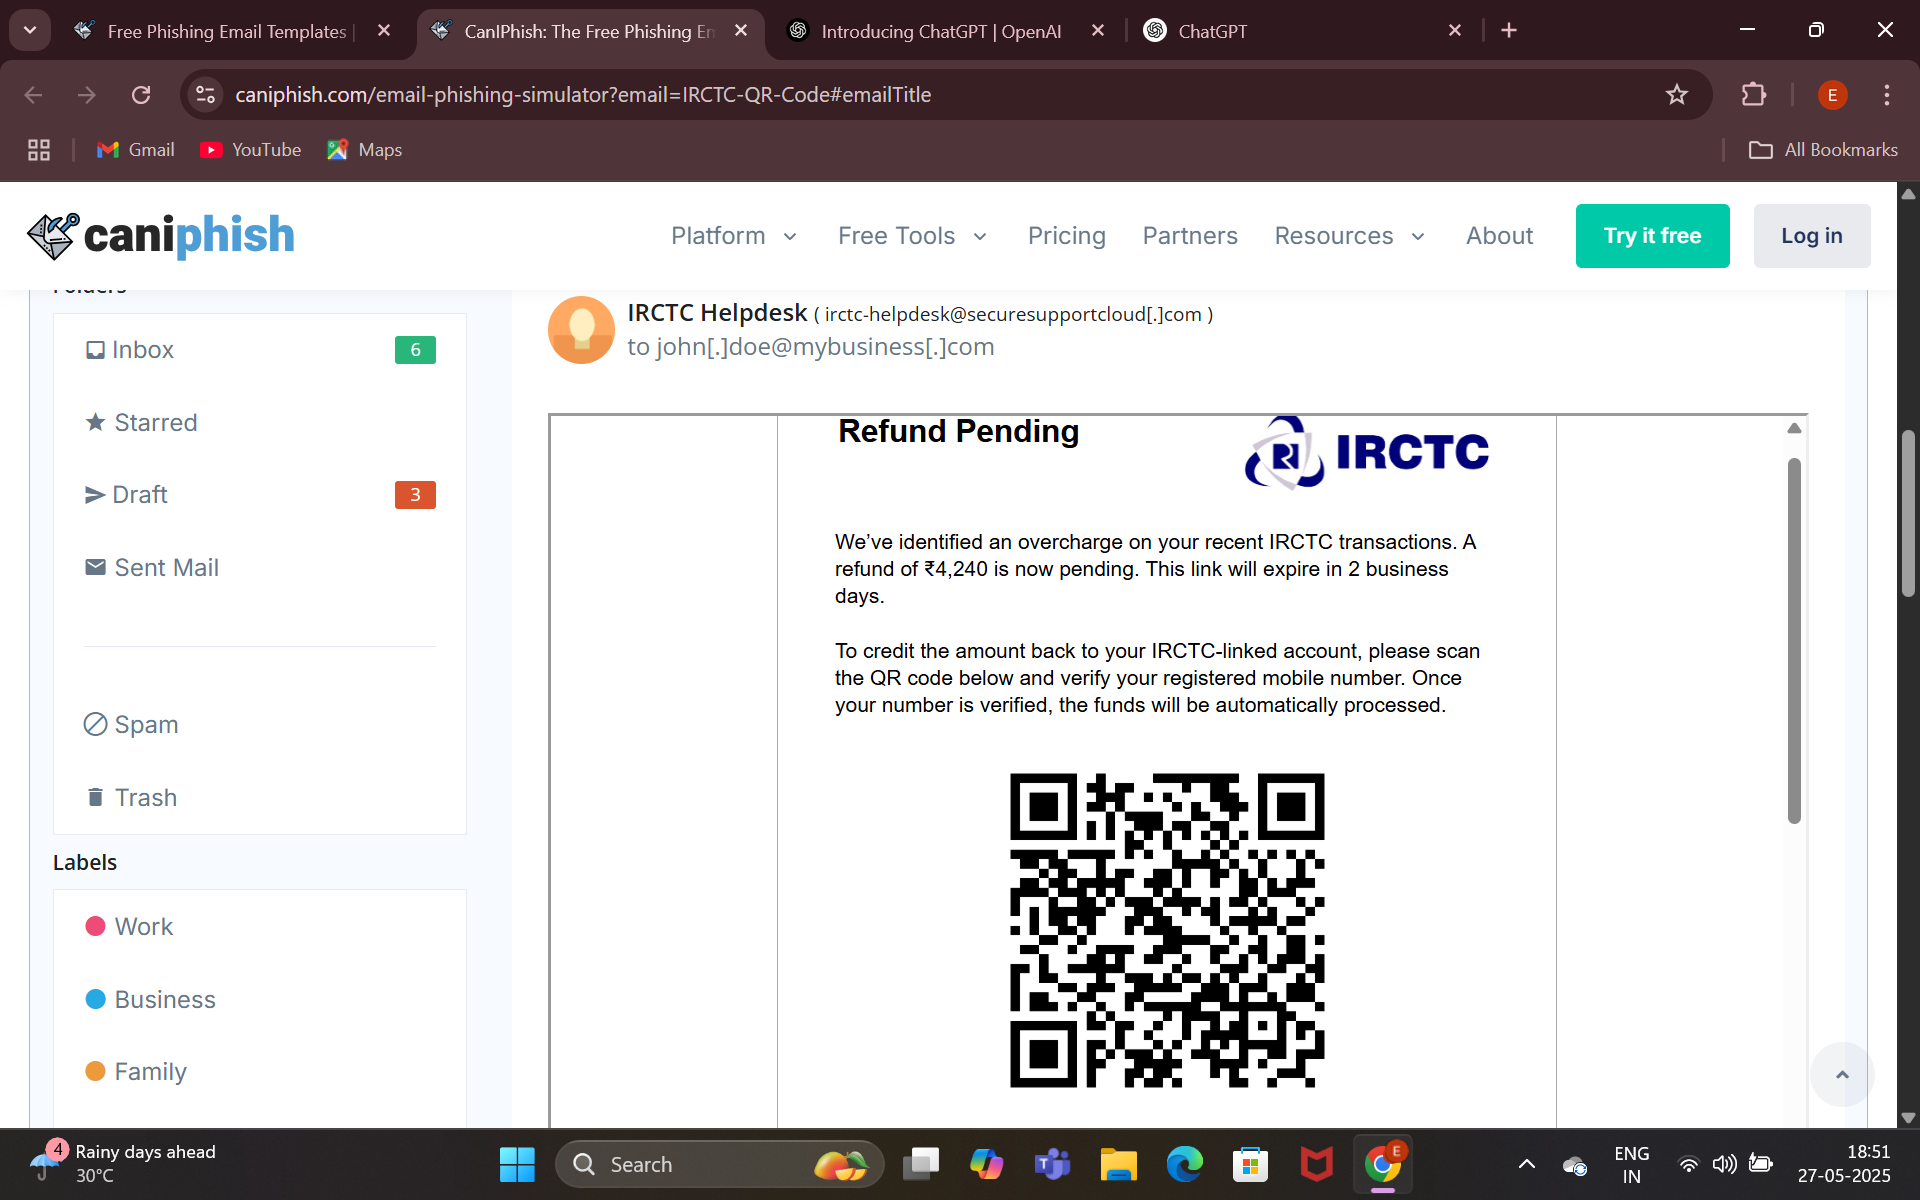 Free Phishing Email Templates |
CanIPhish: The Free Phishing Em
Introducing ChatGPT | OpenAI
ChatGPT
caniphish.com/email-phishing-simulator?email=IRCTC-QR-Code#emailTitle
E
Gmail
YouTube
Maps
All Bookmarks
caniphish
Platform
Free Tools
Pricing
Partners
Resources
About
Try it free
Log in
Folders
Inbox 6
Starred
Draft 3
Sent Mail
Spam
Trash
Labels
Work
Business
Family
IRCTC Helpdesk ( irctc-helpdesk@securesupportcloud[.]com )
to john[.]doe@mybusiness[.]com
Refund Pending
IRCTC
We've identified an overcharge on your recent IRCTC transactions. A
refund of ₹4,240 is now pending. This link will expire in 2 business
days.
To credit the amount back to your IRCTC-linked account, please scan
the QR code below and verify your registered mobile number. Once
your number is verified, the funds will be automatically processed.
4
Rainy days ahead
30°C
Search
E
ENG
IN
18:51
27-05-2025